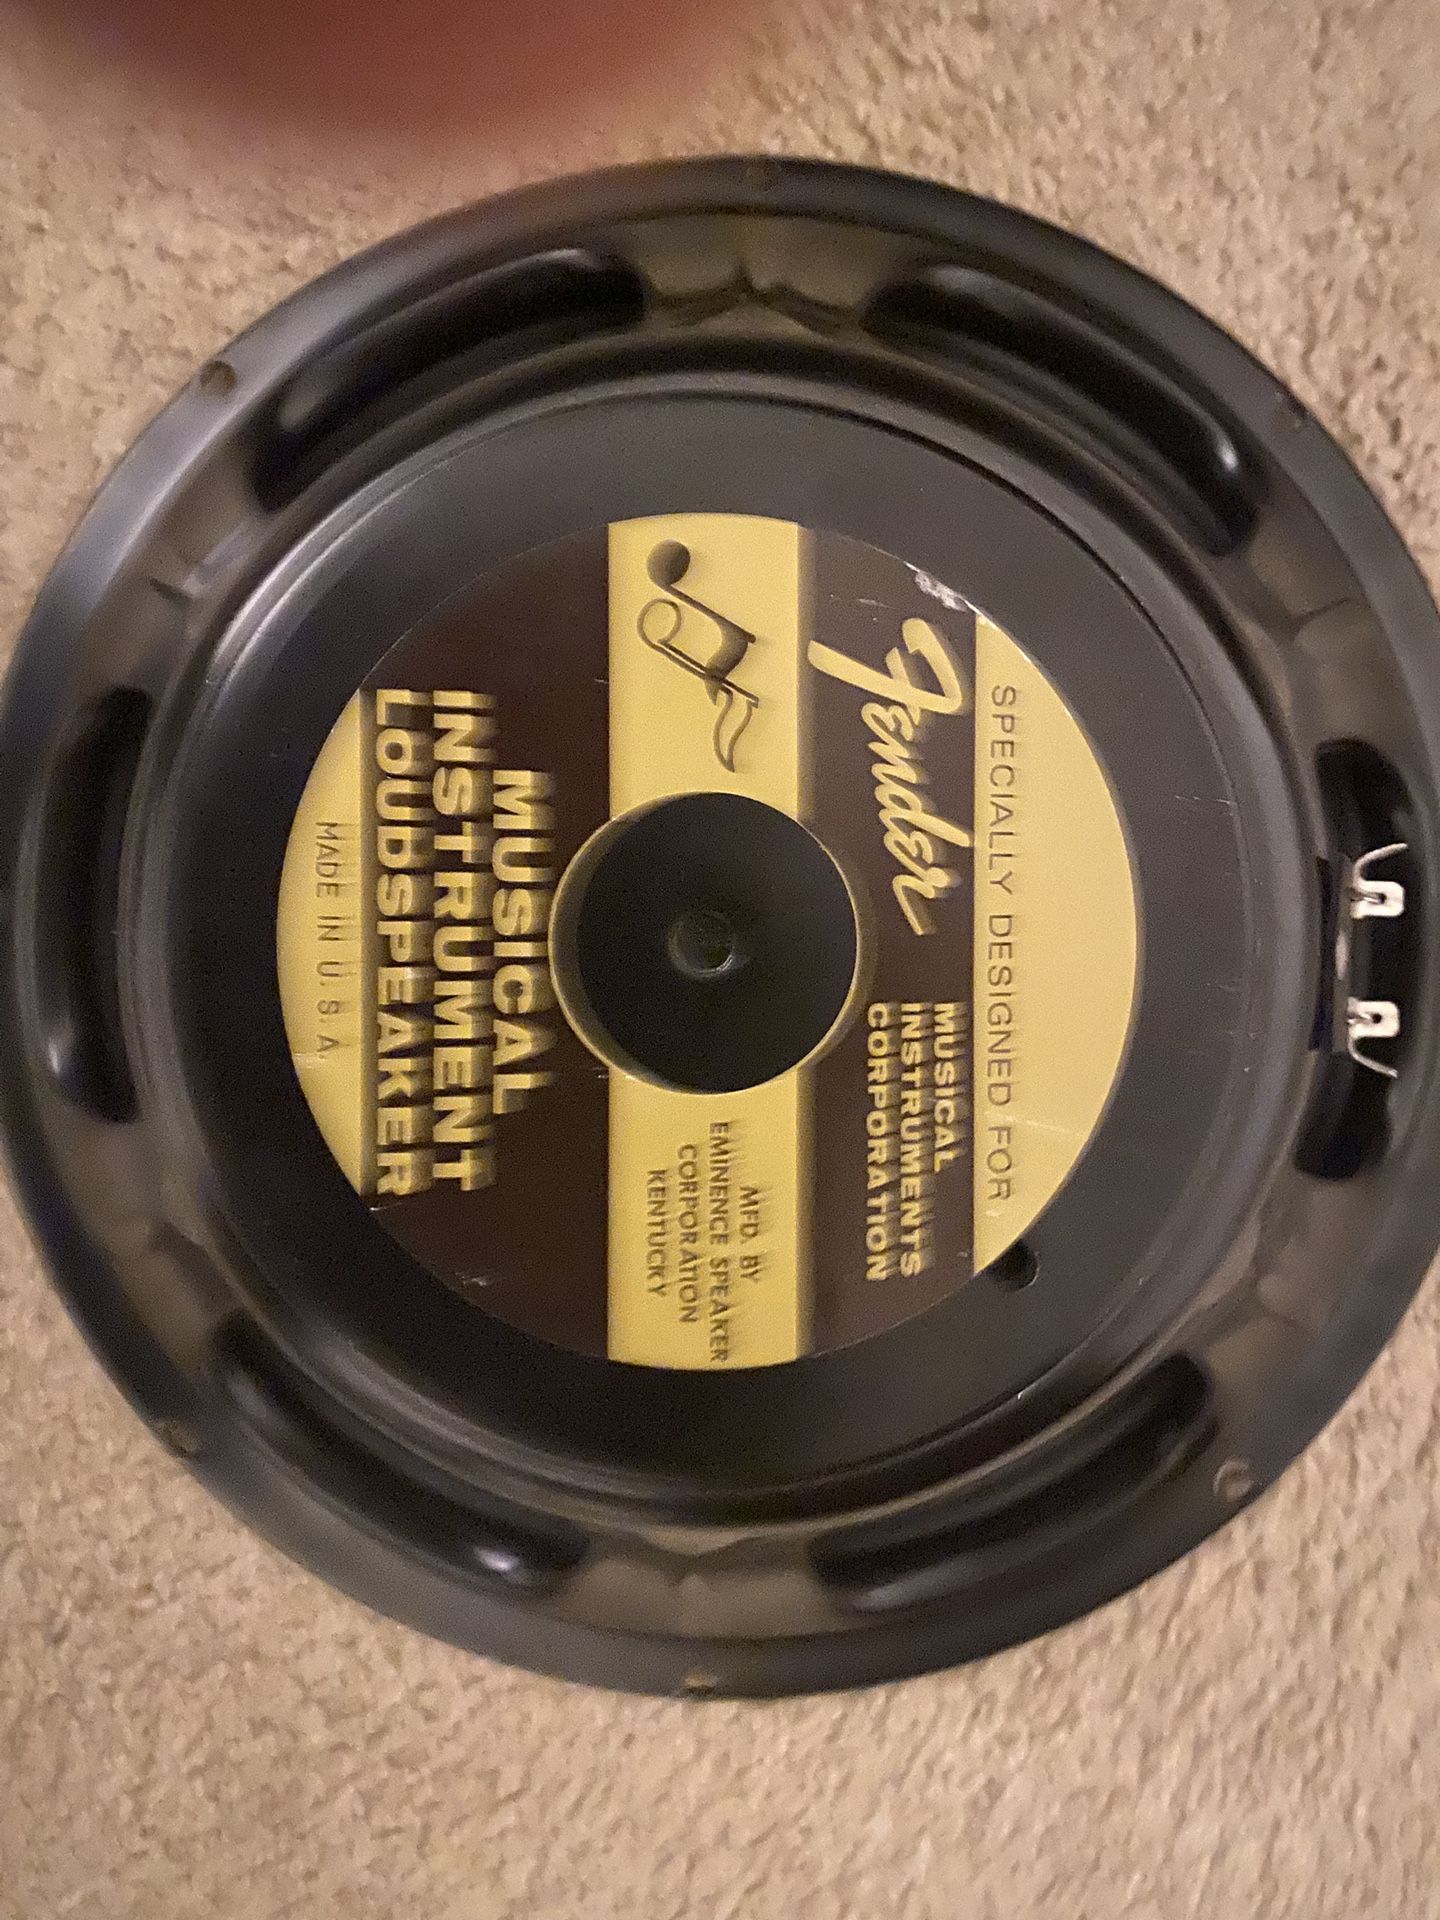 SPECIALLY DESIGNED FOR
Fender
MUSICAL
INSTRUMENTS
CORPORATION
MFD. BY
EMINENCE SPEAKER
CORPORATION
KENTUCKY
MUSICAL
INSTRUMENT
LOUDSPEAKER
MADE IN U. S. A.